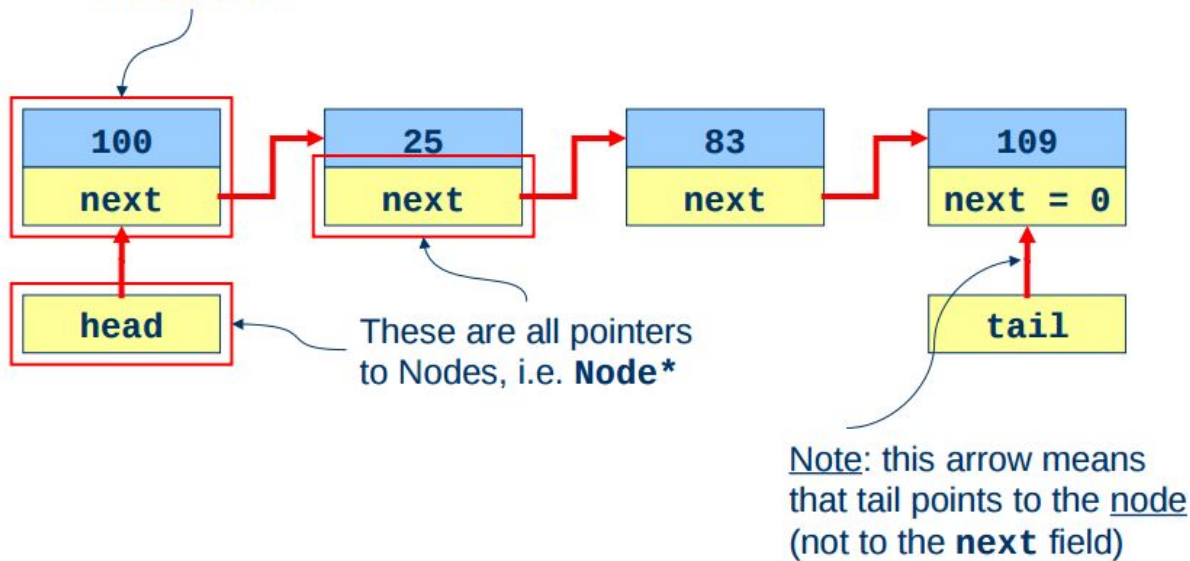 100
25
83
109
next
next
next
next = 0
head
tail
These are all pointers
to Nodes, i.e. Node*
Note: this arrow means
that tail points to the node
(not to the next field)